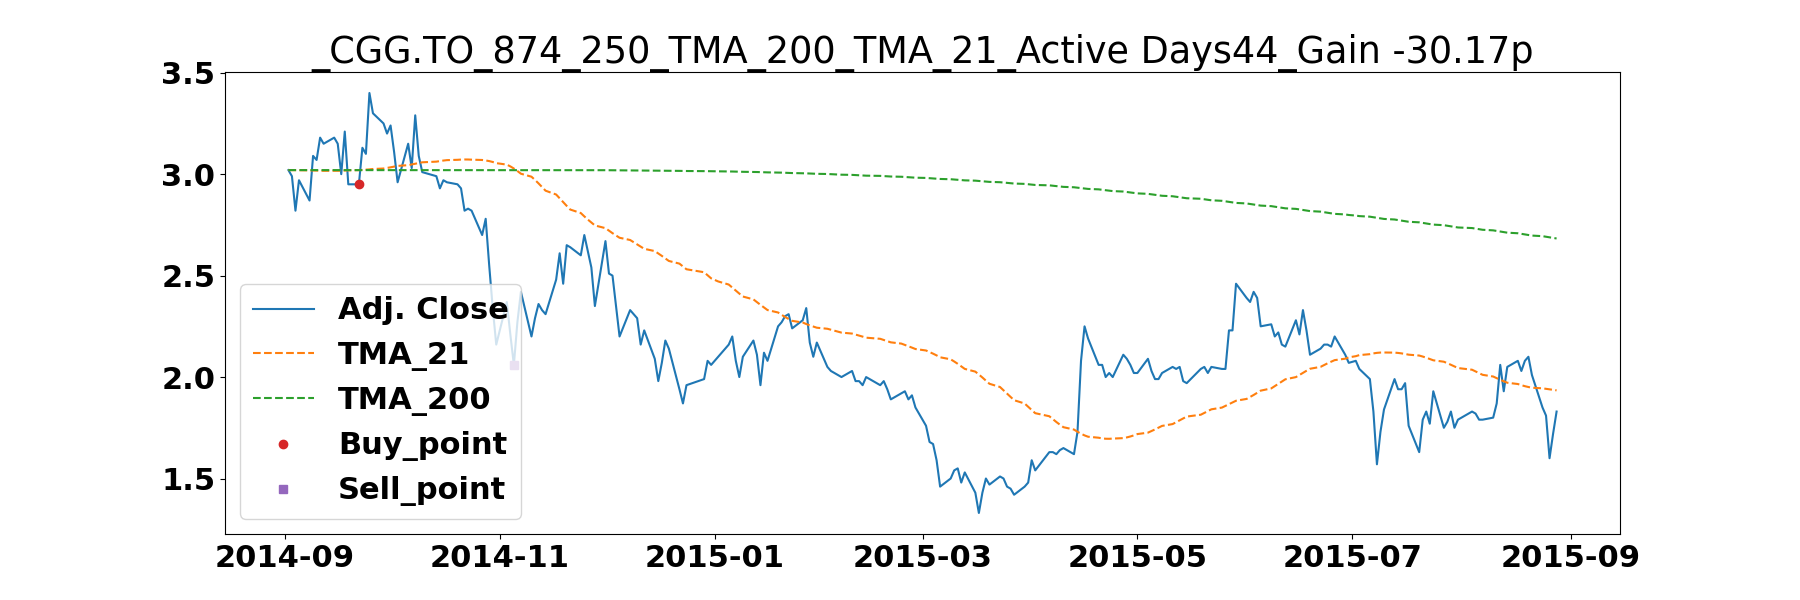 _CGG.TO_874_250_TMA_200_TMA_21_Active Days44_Gain -30.17p
3.5
3.0
2.5
2.0
1.5
Adj. Close
TMA_21
TMA_200
Buy_point
Sell_point
2014-09 2014-11 2015-01 2015-03 2015-05 2015-07 2015-09